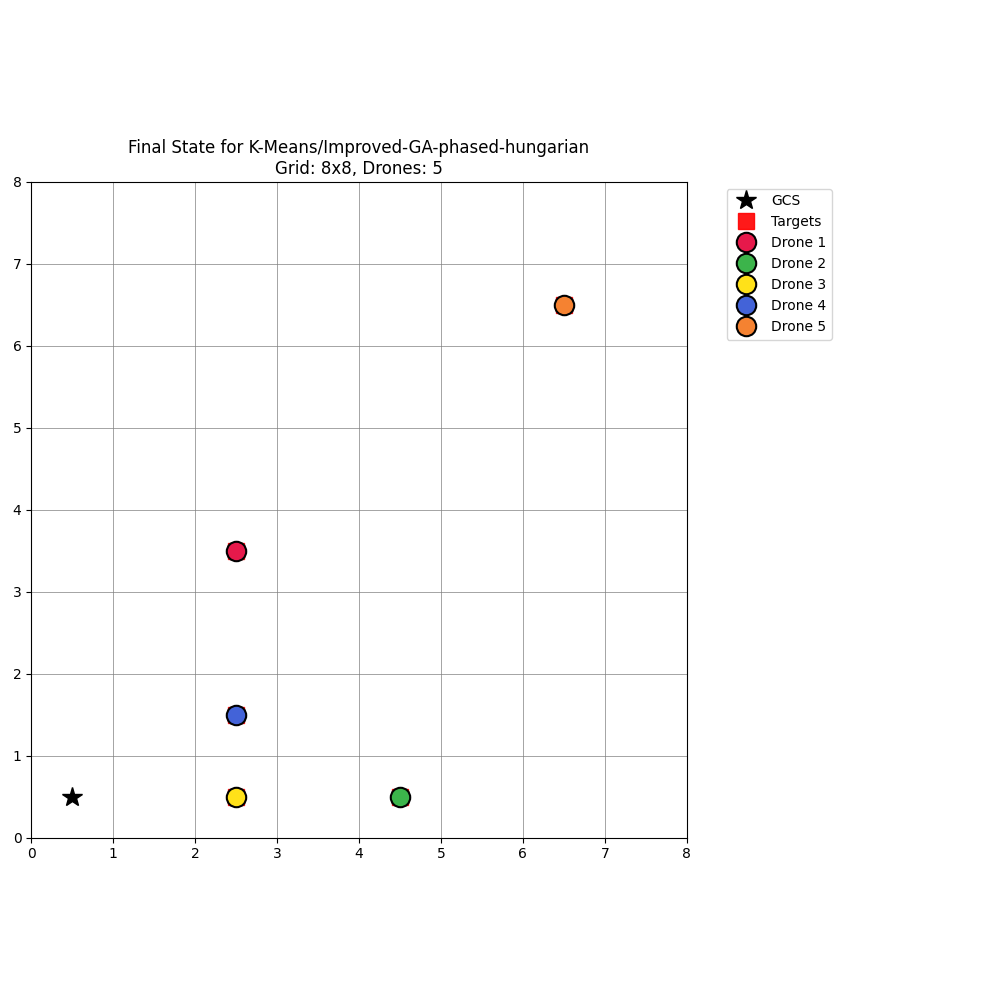 Final State for K-Means/Improved-GA-phased-hungarian
Grid: 8x8, Drones: 5
8
7
6
5
4
3
2
1
0
0 1 2 3 4 5 6 7 8
GCS
Targets
Drone 1
Drone 2
Drone 3
Drone 4
Drone 5